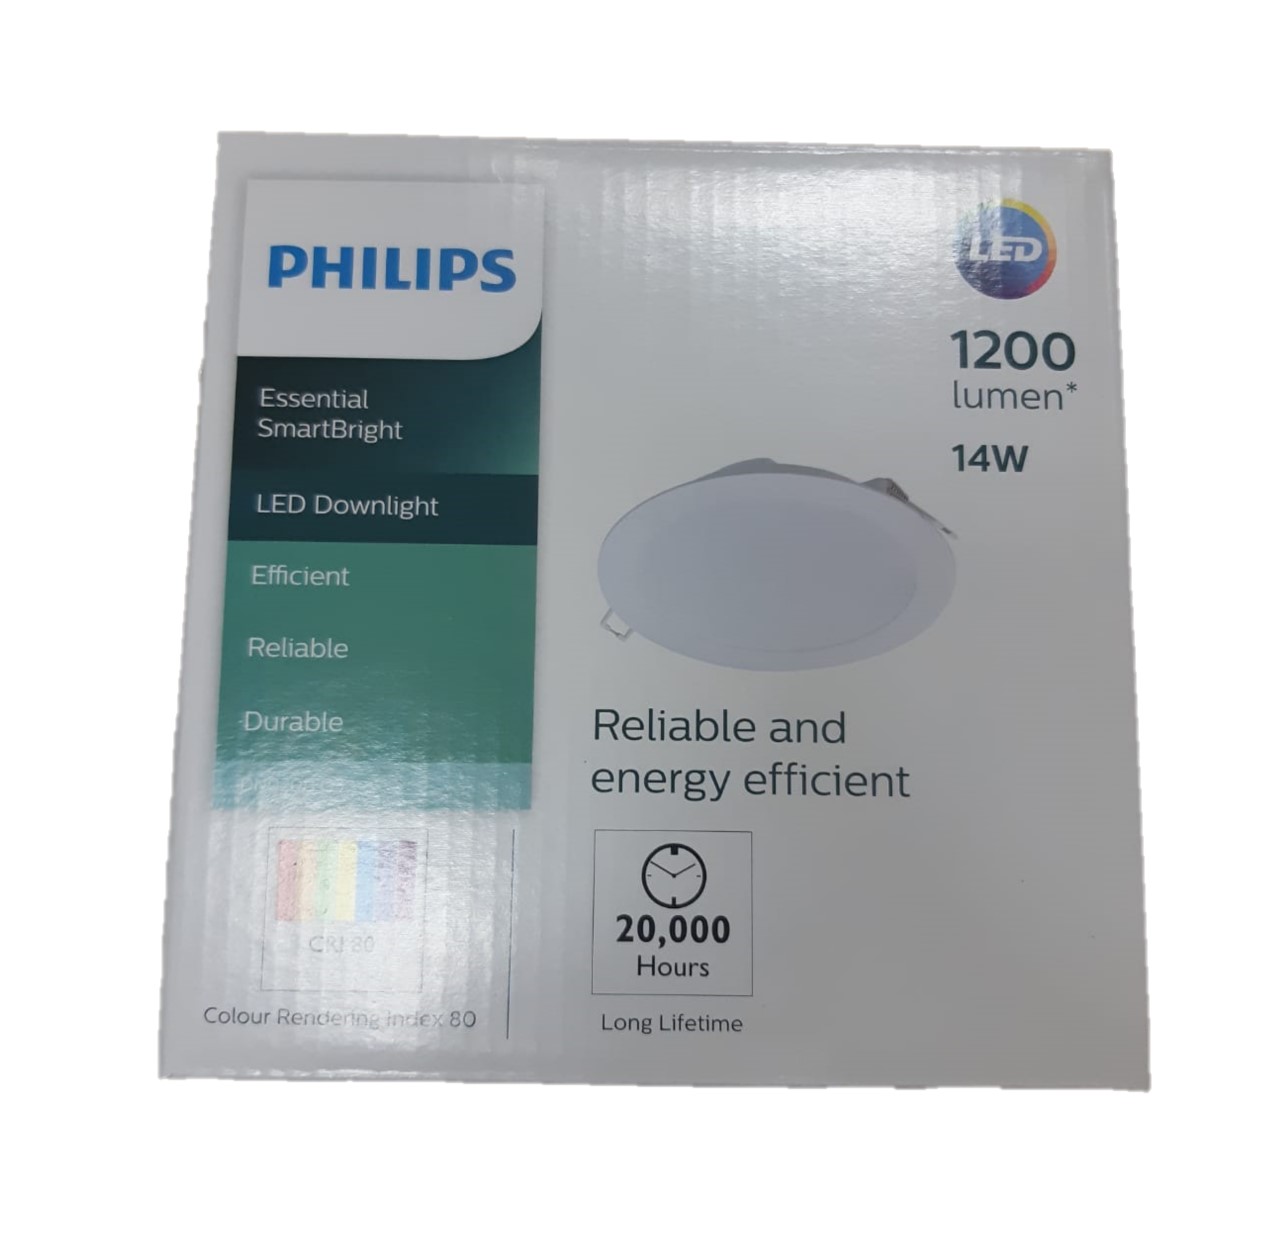 PHILIPS
Essential
SmartBright
LED Downlight
Efficient
Reliable
Durable
LED
1200
lumen*
14W
Reliable and
energy efficient
CRI 80
Colour Rendering Index 80
20,000
Hours
Long Lifetime